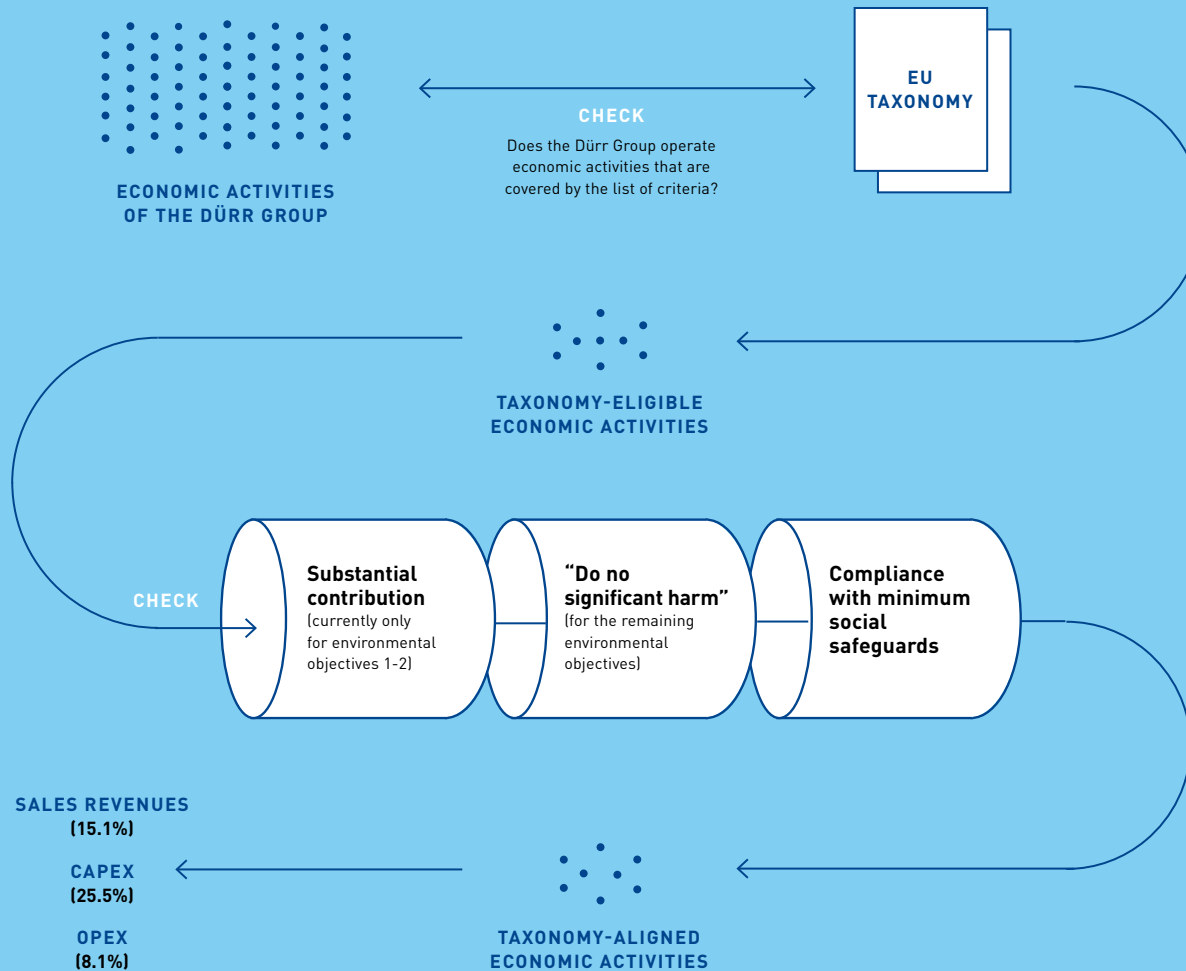 EU
TAXONOMY
CHECK
Does the Dürr Group operate
economic activities that are
covered by the list of criteria?
ECONOMIC ACTIVITIES
OF THE DÜRR GROUP
TAXONOMY-ELIGIBLE
ECONOMIC ACTIVITIES
CHECK
Substantial
contribution
(currently only
for environmental
objectives 1-2)
“Do no
significant harm”
(for the remaining
environmental
objectives)
Compliance
with minimum
social
safeguards
SALES REVENUES
(15.1%)
CAPEX
(25.5%)
OPEX
(8.1%)
TAXONOMY-ALIGNED
ECONOMIC ACTIVITIES